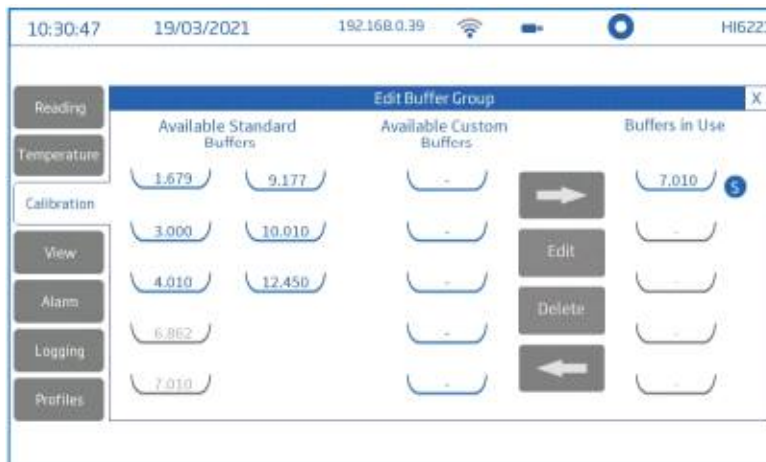 10:30:47 19/03/2021 192.168.0.39 HI622
Edit Buffer Group X
Reading
Temperature
Calibration
View
Alarm
Logging
Profiles
Available Standard Buffers
1.679 9.177
3.000 10.010
4.010 12.450
6.862
7.010
Available Custom Buffers
-
-
-
-
-
Edit
Delete
Buffers in Use
7.010 S
-
-
-
-